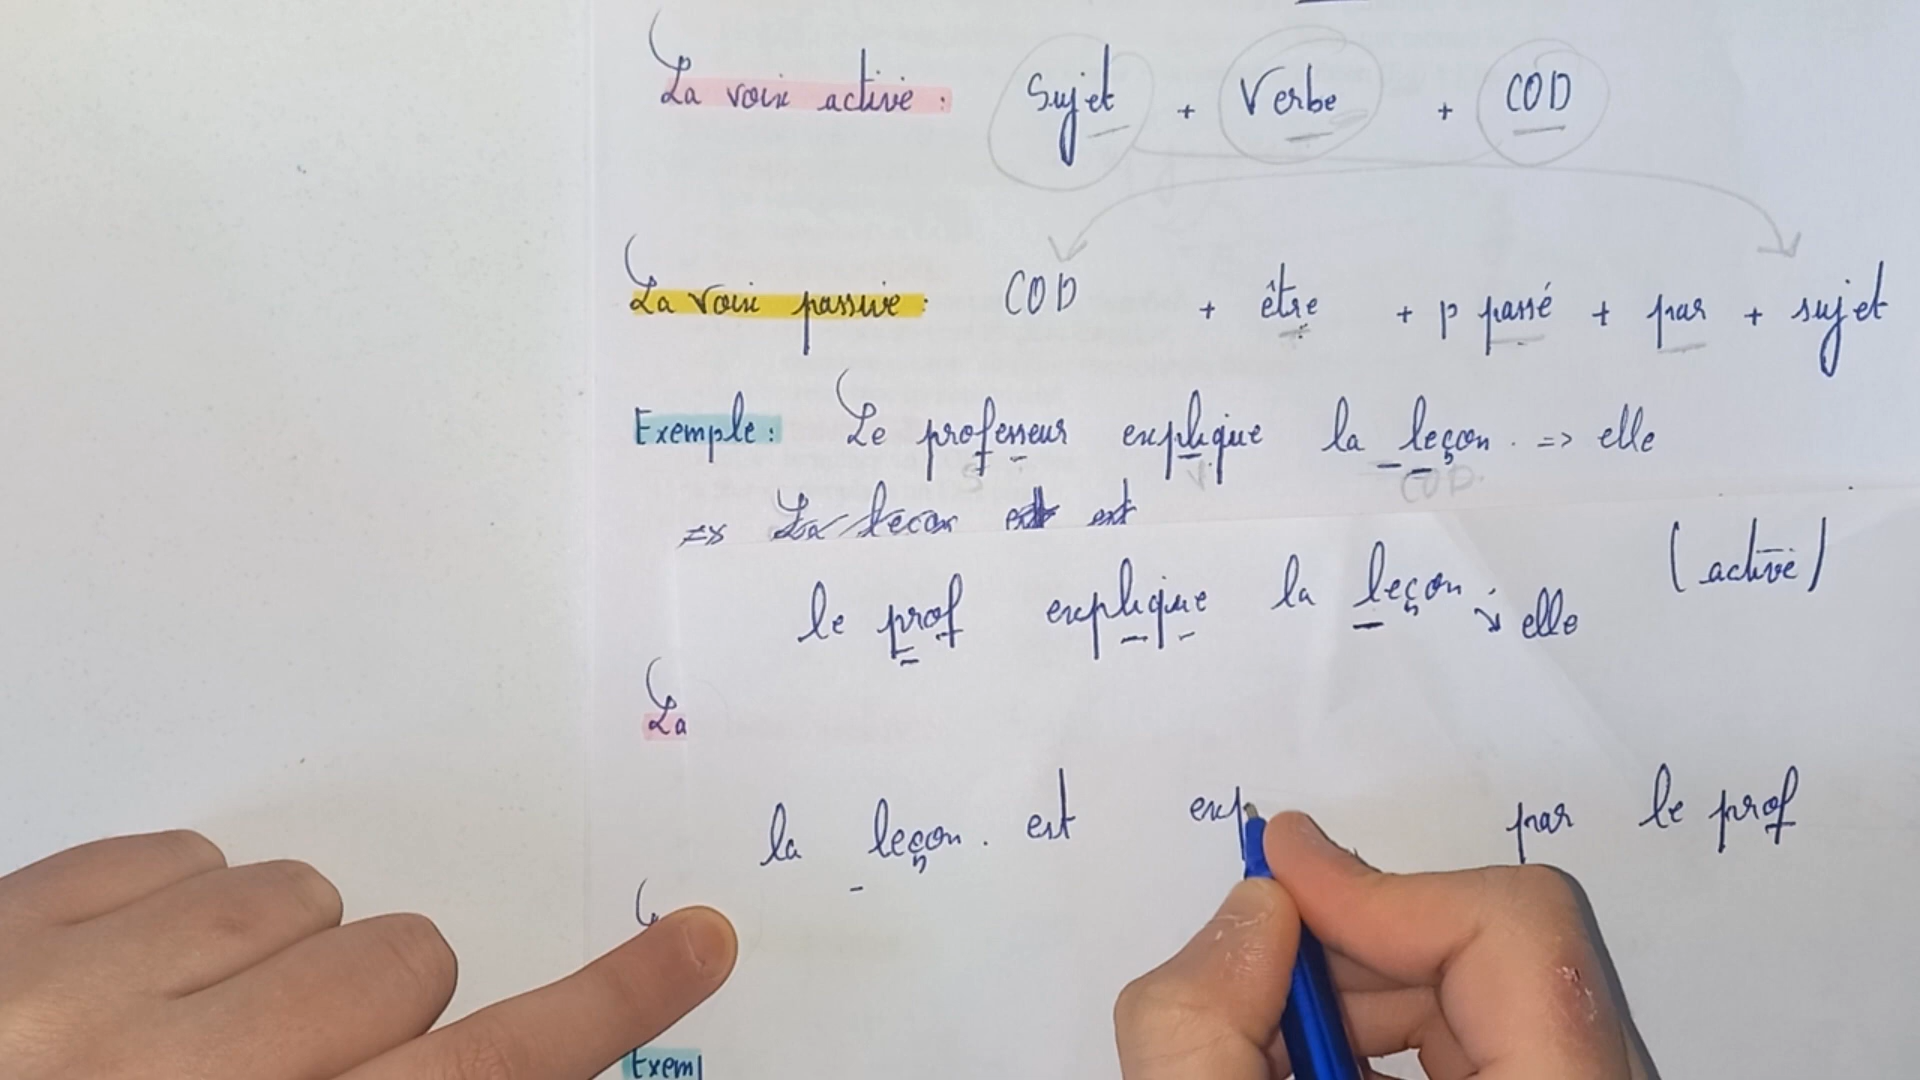 La voix active : Sujet + Verbe + COD
La voix passive : COD + être + p passé + par + sujet
Exemple : Le professeur explique la leçon . => elle
S V COD
=> La lecon est est
(active)
le prof explique la leçon . ↘ elle
La
la leçon . est exp par le prof
Exempl